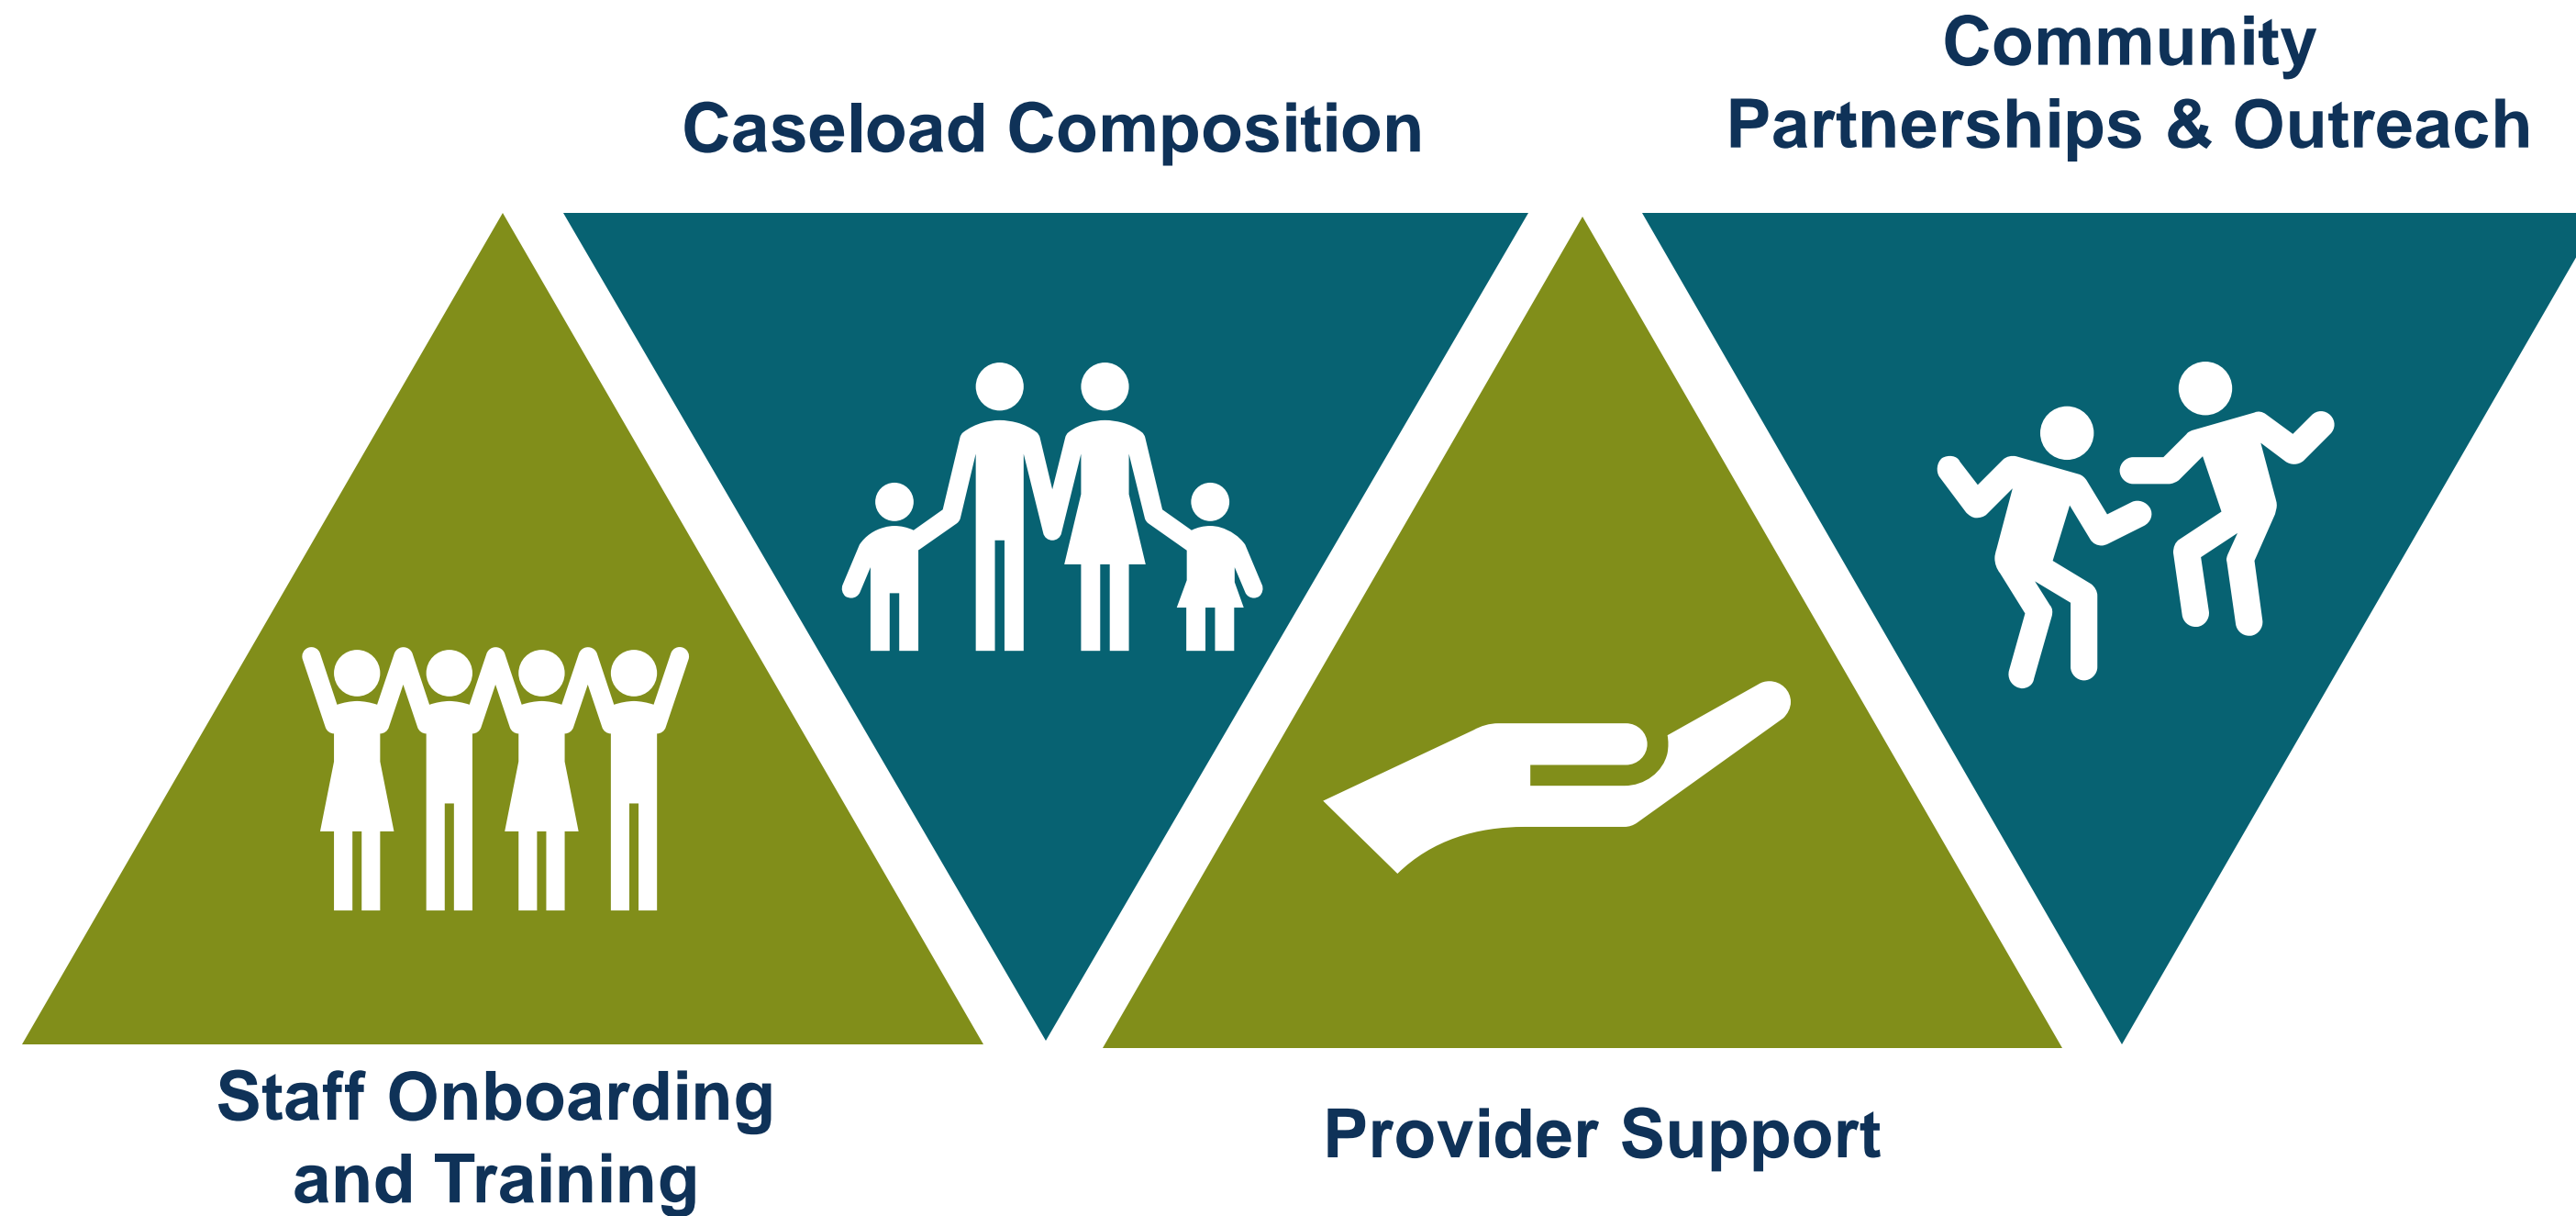 Community
Partnerships & Outreach
Caseload Composition
Staff Onboarding
and Training
Provider Support